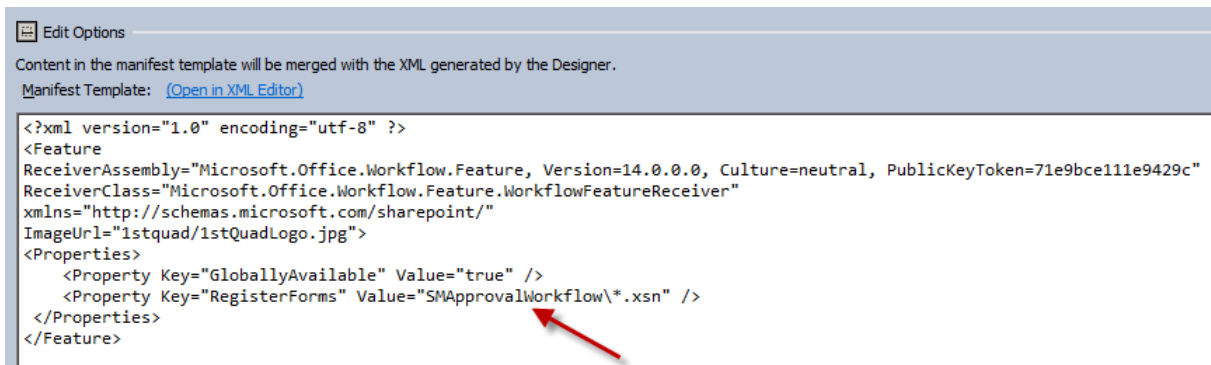 Edit Options
Content in the manifest template will be merged with the XML generated by the Designer.
Manifest Template: (Open in XML Editor)
<?xml version="1.0" encoding="utf-8" ?>
<Feature
ReceiverAssembly="Microsoft.Office.Workflow.Feature, Version=14.0.0.0, Culture=neutral, PublicKeyToken=71e9bce111e9429c"
ReceiverClass="Microsoft.Office.Workflow.Feature.WorkflowFeatureReceiver"
xmlns="http://schemas.microsoft.com/sharepoint/"
ImageUrl="1stquad/1stQuadLogo.jpg">
<Properties>
<Property Key="GloballyAvailable" Value="true" />
<Property Key="RegisterForms" Value="SMApprovalWorkflow\*.xsn" />
</Properties>
</Feature>